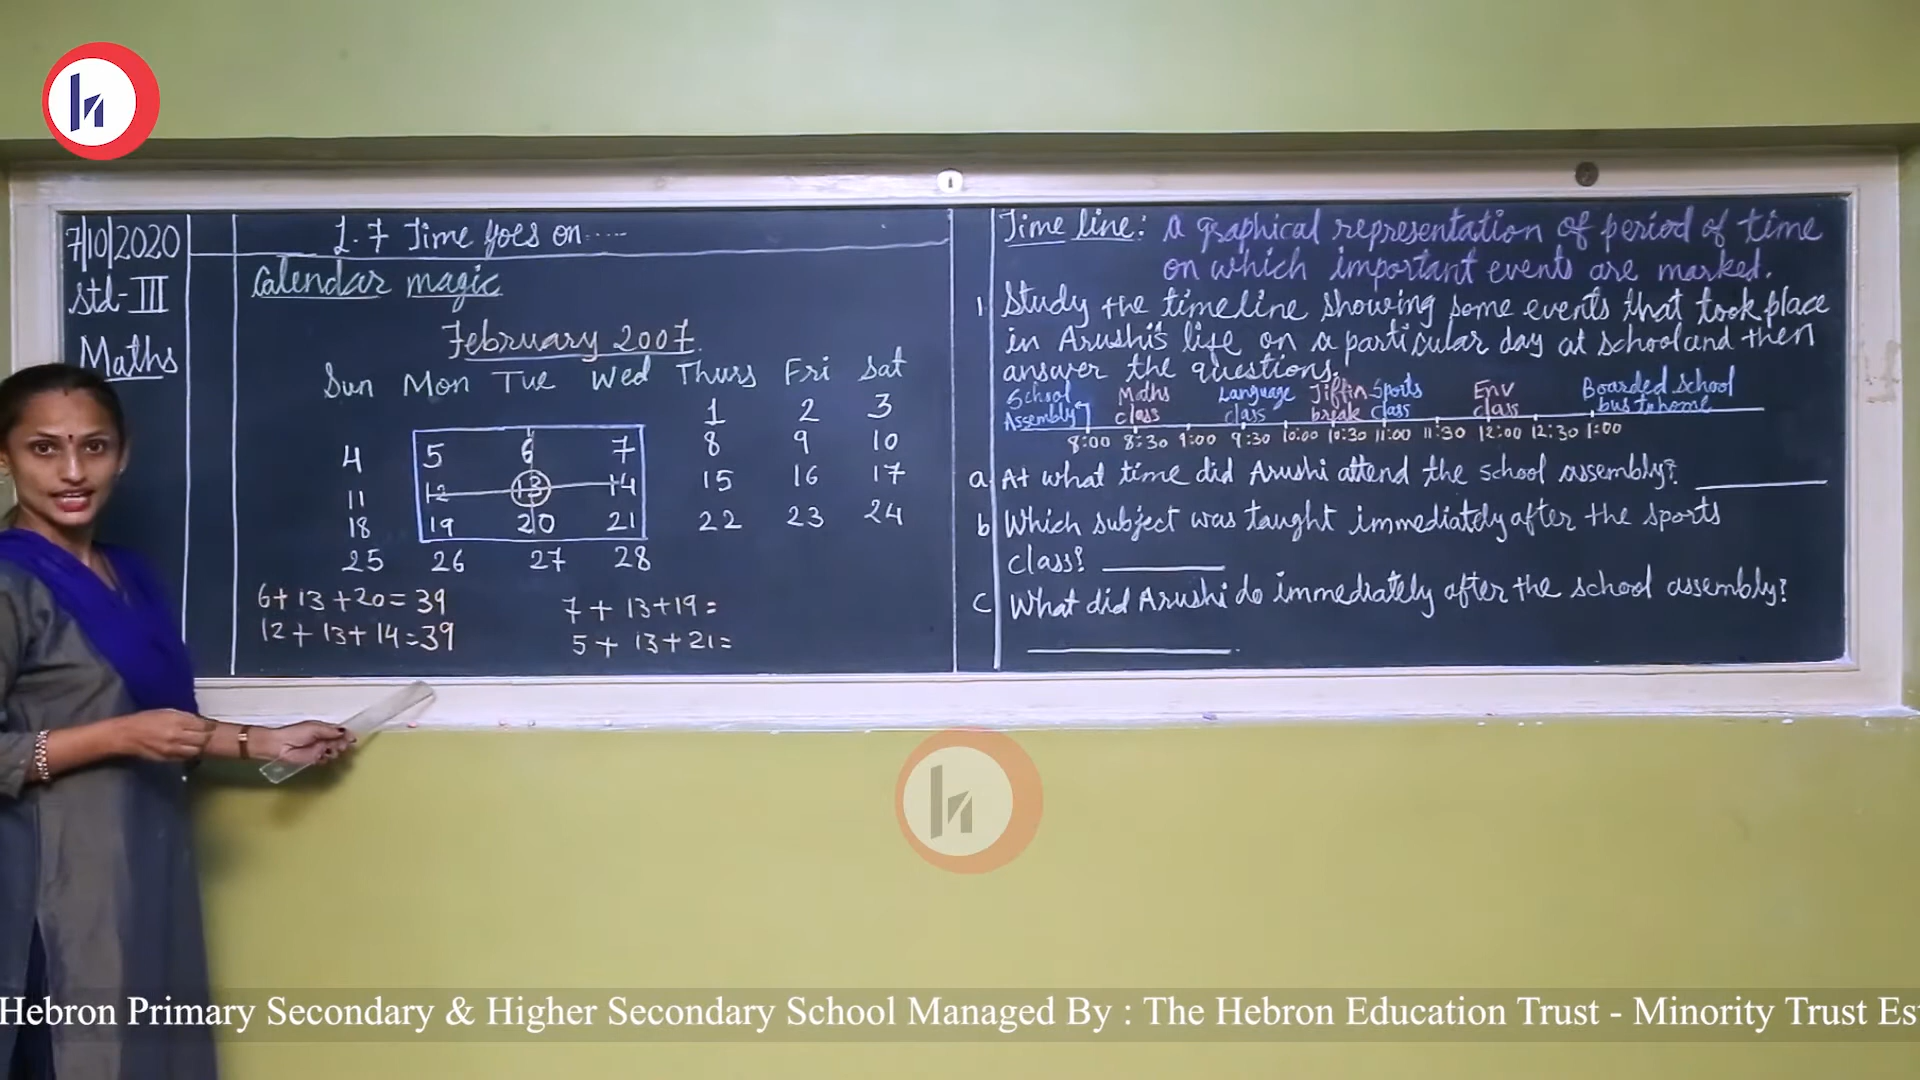 7/10/2020
Std-III
Maths
L.7 Time Goes on.....
Calendar magic
February 2007.
Sun Mon Tue Wed Thurs Fri Sat
1 2 3
4 5 6 7 8 9 10
11 12 13 14 15 16 17
18 19 20 21 22 23 24
25 26 27 28
6+13+20=39
12+13+14=39
7+13+19=
5+13+21=
Time line: A graphical representation of period of time
on which important events are marked.
1. Study the timeline showing some events that took place
in Arushi's life on a particular day at school and then
answer the questions.
School Maths Language Tiffin Sports Env Boarded School
Assembly class class break class class bus to home
8:00 8:30 9:00 9:30 10:00 10:30 11:00 11:30 12:00 12:30 1:00
a. At what time did Arushi attend the school assembly?
b Which subject was taught immediately after the sports
class?
c What did Arushi do immediately after the school assembly?
Hebron Primary Secondary & Higher Secondary School Managed By : The Hebron Education Trust - Minority Trust Es